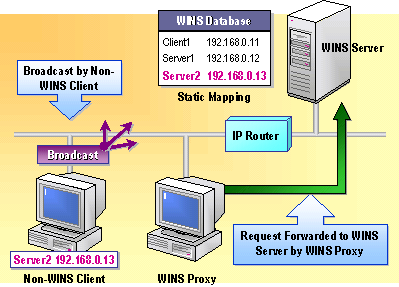 WINS Database
Client1 192.168.0.11
Server1 192.168.0.12
Server2 192.168.0.13
Static Mapping
WINS Server
Broadcast by Non-
WINS Client
Broadcast
IP Router
Server2 192.168.0.13
Non-WINS Client
WINS Proxy
Request Forwarded to WINS
Server by WINS Proxy